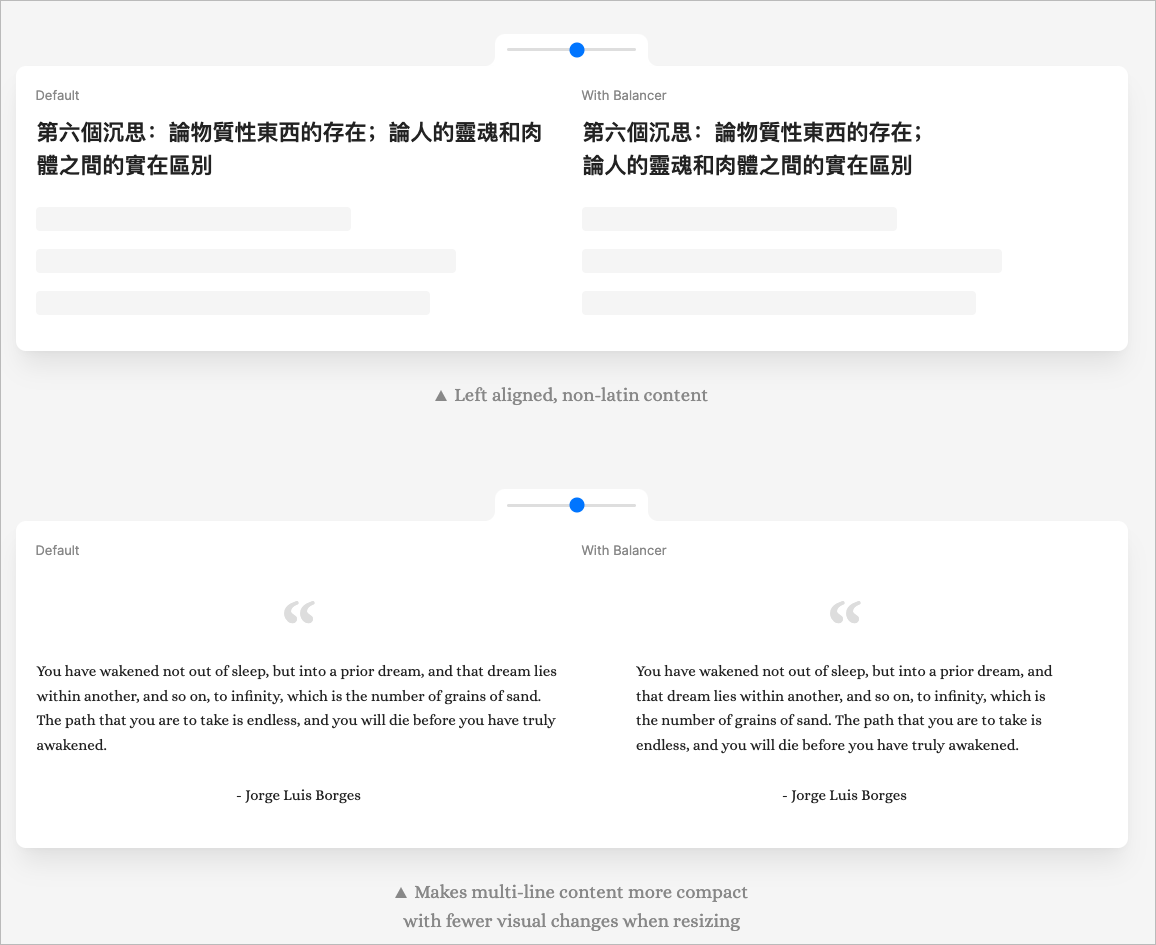 Default
第六個沉思：論物質性東西的存在；論人的靈魂和肉
體之間的實在區別
With Balancer
第六個沉思：論物質性東西的存在；
論人的靈魂和肉體之間的實在區別
▲ Left aligned, non-latin content
Default
“
You have wakened not out of sleep, but into a prior dream, and that dream lies
within another, and so on, to infinity, which is the number of grains of sand.
The path that you are to take is endless, and you will die before you have truly
awakened.
- Jorge Luis Borges
With Balancer
“
You have wakened not out of sleep, but into a prior dream, and
that dream lies within another, and so on, to infinity, which is
the number of grains of sand. The path that you are to take is
endless, and you will die before you have truly awakened.
- Jorge Luis Borges
▲ Makes multi-line content more compact
with fewer visual changes when resizing